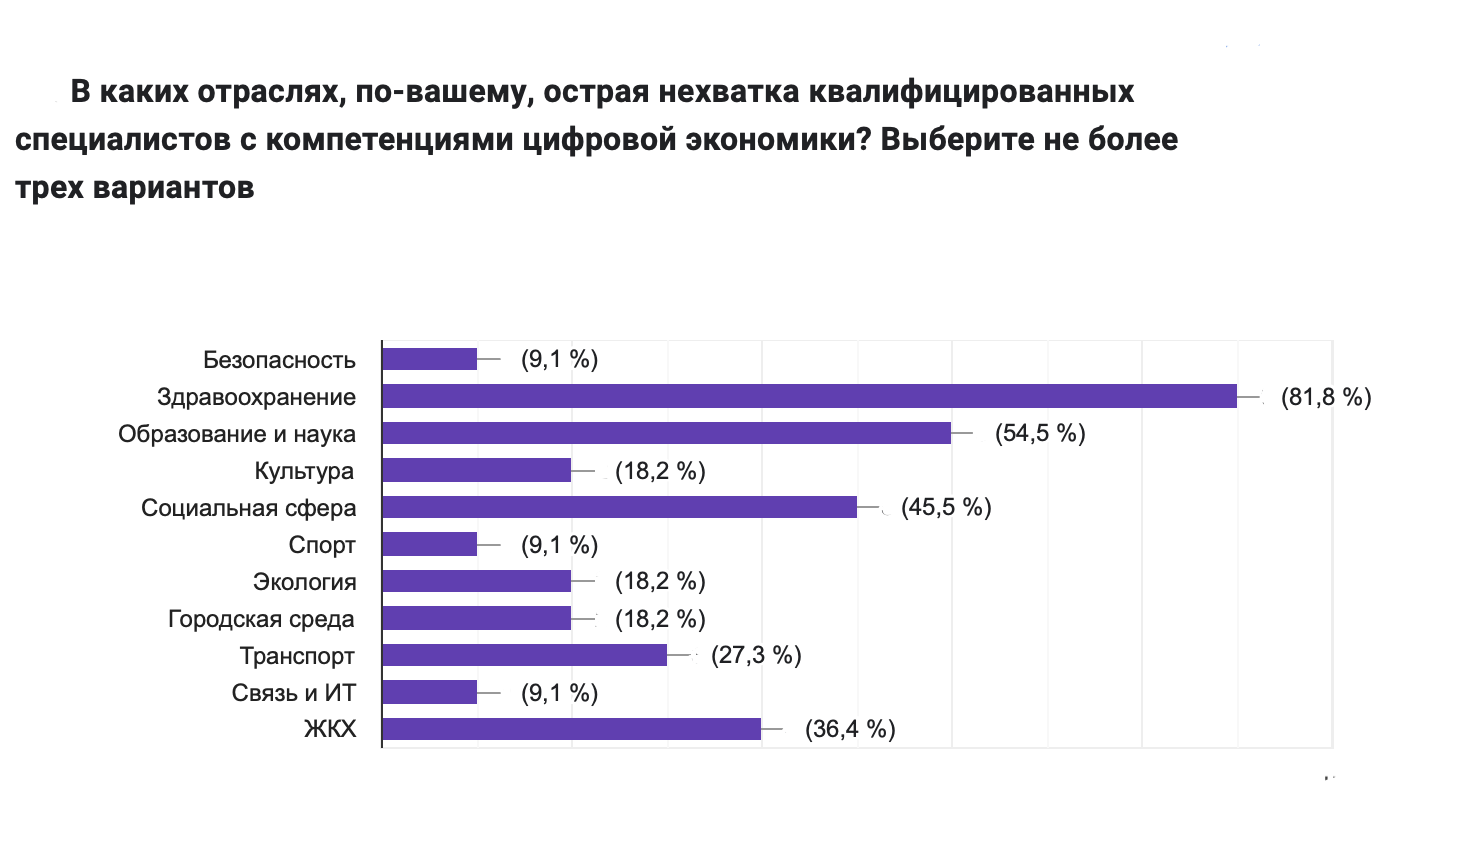 В каких отраслях, по-вашему, острая нехватка квалифицированных
специалистов с компетенциями цифровой экономики? Выберите не более
трех вариантов
Безопасность (9,1 %)
Здравоохранение (81,8 %)
Образование и наука (54,5 %)
Культура (18,2 %)
Социальная сфера (45,5 %)
Спорт (9,1 %)
Экология (18,2 %)
Городская среда (18,2 %)
Транспорт (27,3 %)
Связь и ИТ (9,1 %)
ЖКХ (36,4 %)